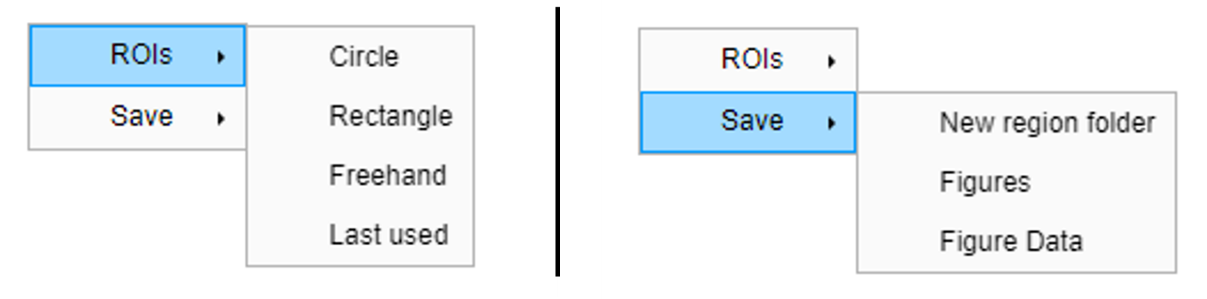 ROIs
Save
Circle
Rectangle
Freehand
Last used
ROIs
Save
New region folder
Figures
Figure Data